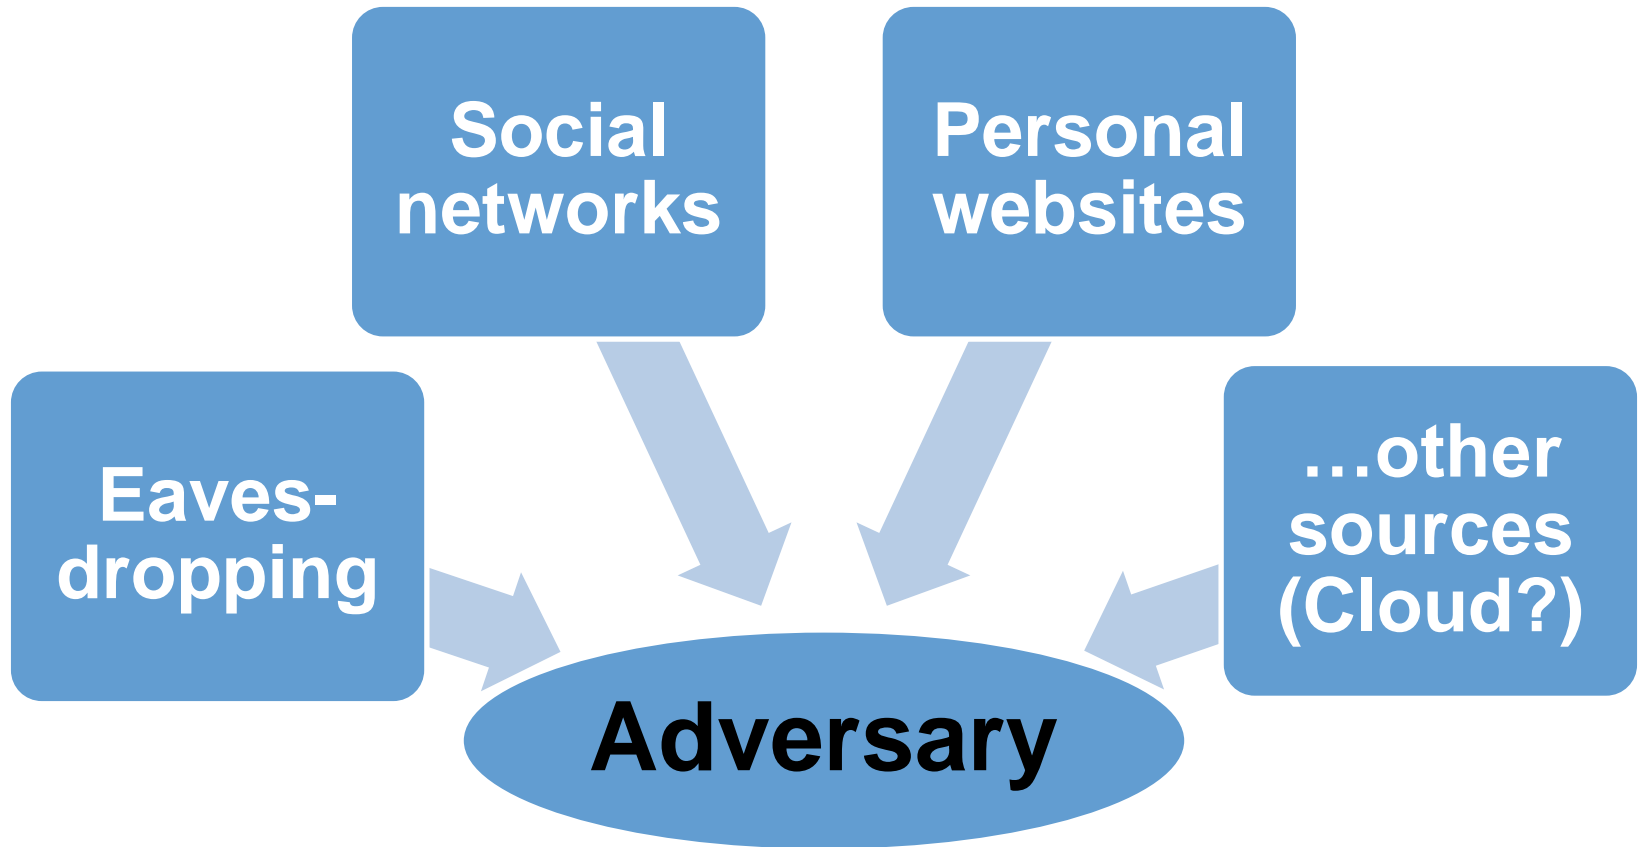 Social
networks
Personal
websites
Eaves-
dropping
…other
sources
(Cloud?)
Adversary